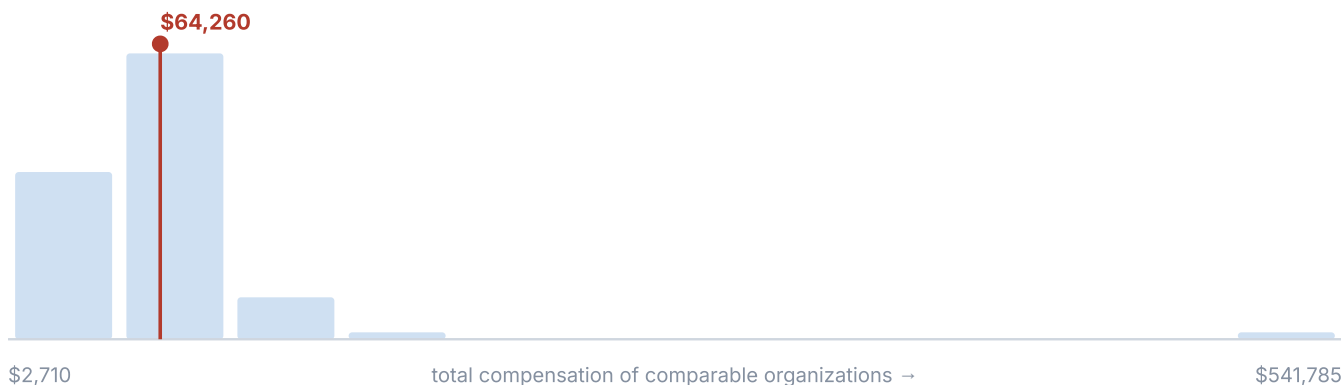 $64,260
$2,710 total compensation of comparable organizations → $541,785